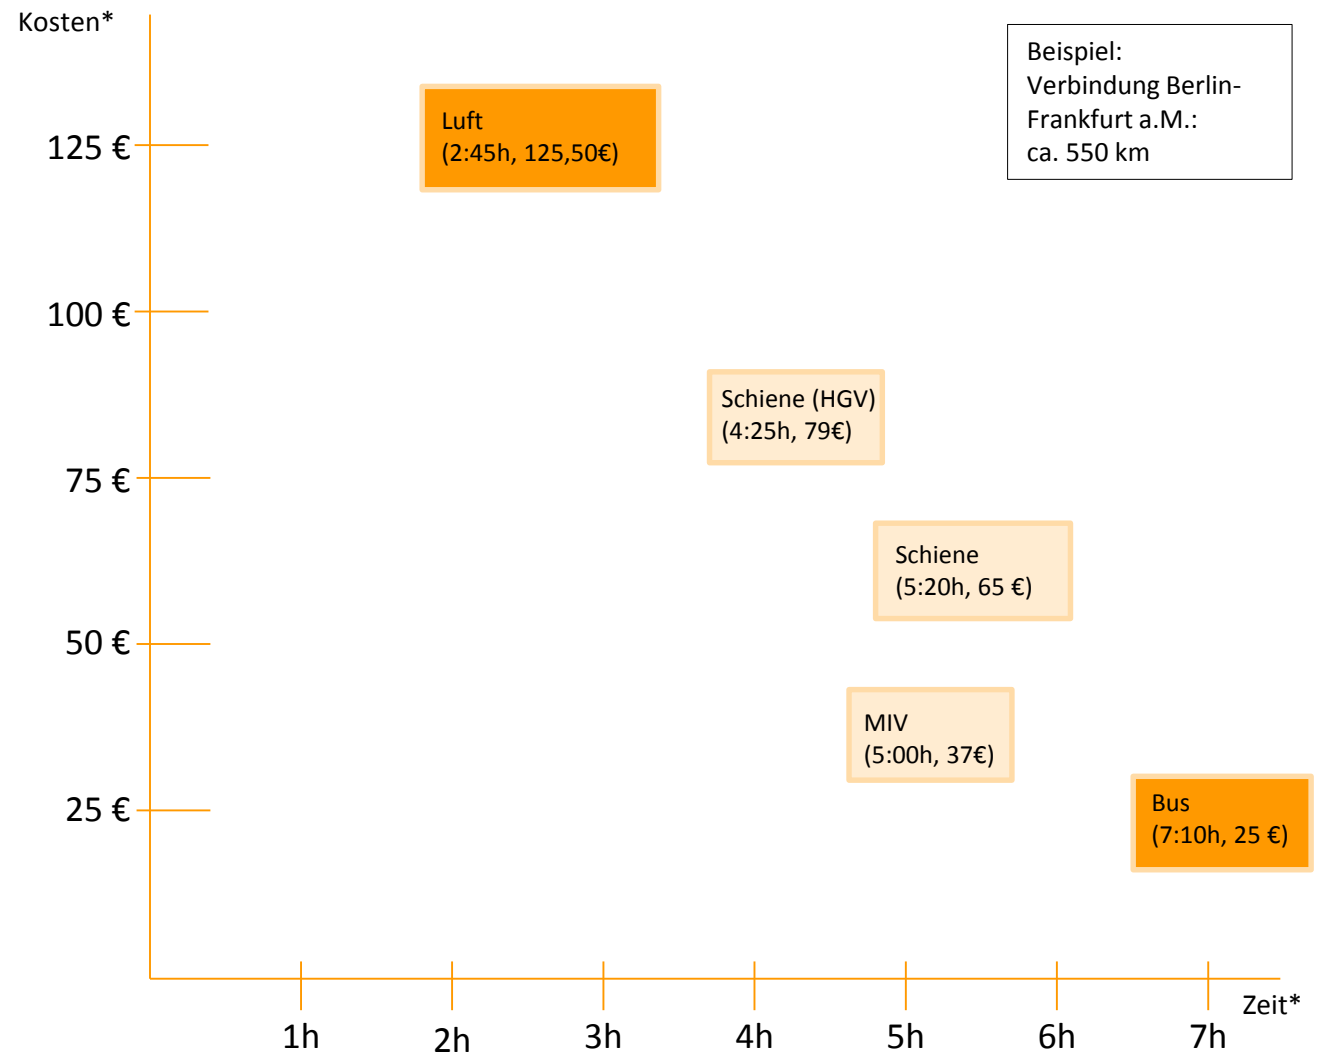 Kosten*
Beispiel:
Verbindung Berlin-
Frankfurt a.M.:
ca. 550 km
125 €
Luft
(2:45h, 125,50€)
100 €
Schiene (HGV)
(4:25h, 79€)
75 €
Schiene
(5:20h, 65 €)
50 €
MIV
(5:00h, 37€)
25 €
Bus
(7:10h, 25 €)
Zeit*
1h
2h
3h
4h
5h
6h
7h